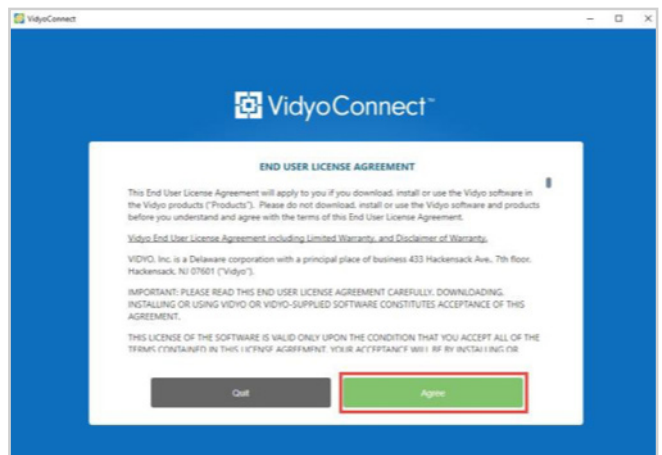 VidyoConnect
VidyoConnect™
END USER LICENSE AGREEMENT
This End User License Agreement will apply to you if you download, install or use the Vidyo software in
the Vidyo products ("Products"). Please do not download, install or use the Vidyo software and products
before you understand and agree with the terms of this End User License Agreement.
Vidyo End User License Agreement including Limited Warranty, and Disclaimer of Warranty.
VIDYO, Inc. is a Delaware corporation with a principal place of business 433 Hackensack Ave., 7th floor,
Hackensack, NJ 07601 ("Vidyo").
IMPORTANT: PLEASE READ THIS END USER LICENSE AGREEMENT CAREFULLY. DOWNLOADING,
INSTALLING OR USING VIDYO OR VIDYO-SUPPLIED SOFTWARE CONSTITUTES ACCEPTANCE OF THIS
AGREEMENT.
THIS LICENSE OF THE SOFTWARE IS VALID ONLY UPON THE CONDITION THAT YOU ACCEPT ALL OF THE
TERMS CONTAINED IN THIS LICENSE AGREEMENT. YOUR ACCEPTANCE WILL BE BY INSTALLING OR
Quit
Agree